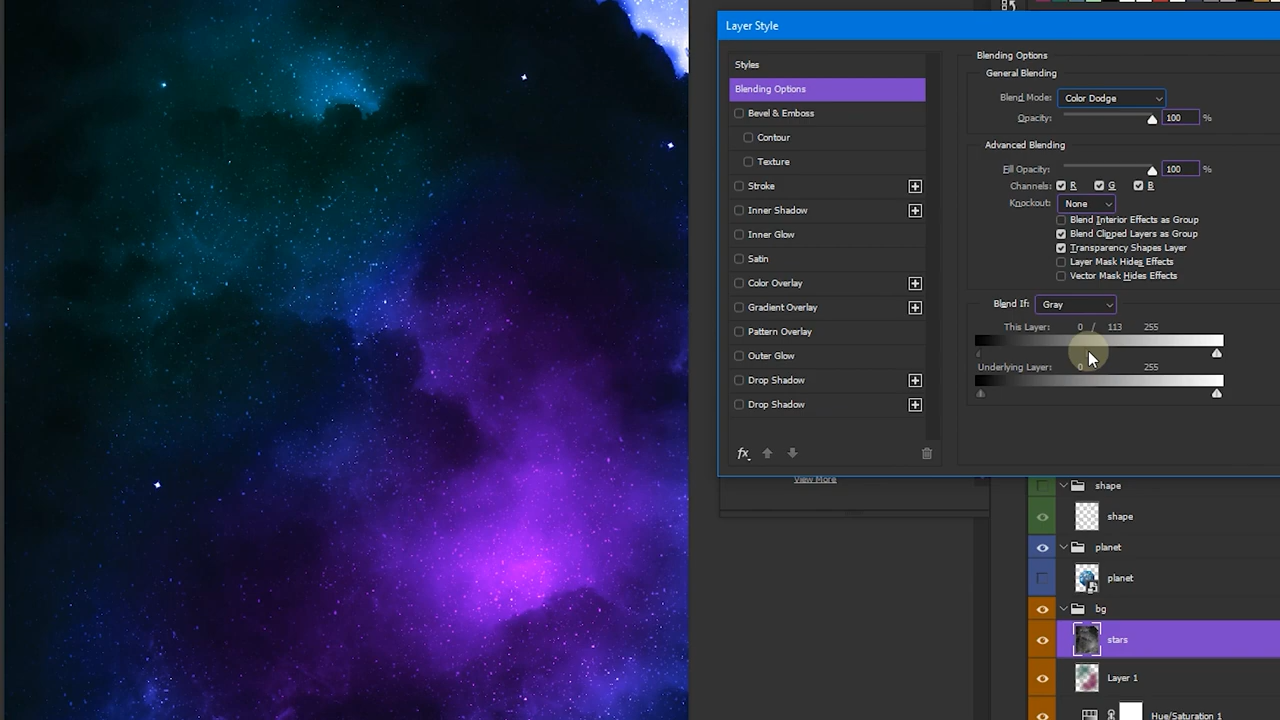 Layer Style
Styles
Blending Options
Bevel & Emboss
Contour
Texture
Stroke
Inner Shadow
Inner Glow
Satin
Color Overlay
Gradient Overlay
Pattern Overlay
Outer Glow
Drop Shadow
Drop Shadow
fx
Blending Options
General Blending
Blend Mode: Color Dodge
Opacity: 100 %
Advanced Blending
Fill Opacity: 100 %
Channels: R G B
Knockout: None
Blend Interior Effects as Group
Blend Clipped Layers as Group
Transparency Shapes Layer
Layer Mask Hides Effects
Vector Mask Hides Effects
Blend If: Gray
This Layer: 0 / 113 255
Underlying Layer: 0 255
View More
shape
shape
planet
planet
bg
stars
Layer 1
Hue/Saturation 1